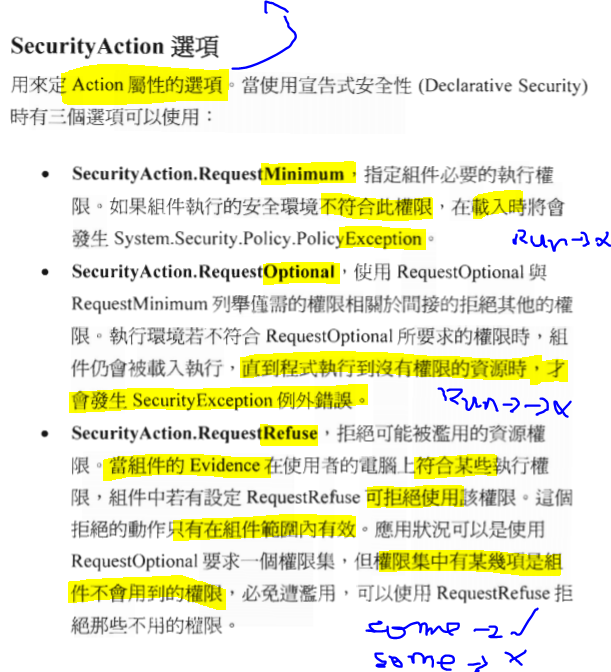 SecurityAction 選項
用來定 Action 屬性的選項。當使用宣告式安全性 (Declarative Security)
時有三個選項可以使用：
• SecurityAction.RequestMinimum，指定組件必要的執行權
限。如果組件執行的安全環境不符合此權限，在載入時將會
發生 System.Security.Policy.PolicyException。
Run→x
• SecurityAction.RequestOptional，使用 RequestOptional 與
RequestMinimum 列舉僅需的權限相關於間接的拒絕其他的權
限。執行環境若不符合 RequestOptional 所要求的權限時，組
件仍會被載入執行，直到程式執行到沒有權限的資源時，才
會發生 SecurityException 例外錯誤。
Run→→x
• SecurityAction.RequestRefuse，拒絕可能被濫用的資源權
限。當組件的 Evidence 在使用者的電腦上符合某些執行權
限，組件中若有設定 RequestRefuse 可拒絕使用該權限。這個
拒絕的動作只有在組件範圍內有效。應用狀況可以是使用
RequestOptional 要求一個權限集，但權限集中有某幾項是組
件不會用到的權限，必免遭濫用，可以使用 RequestRefuse 拒
絕那些不用的權限。
some → ✓
some → x